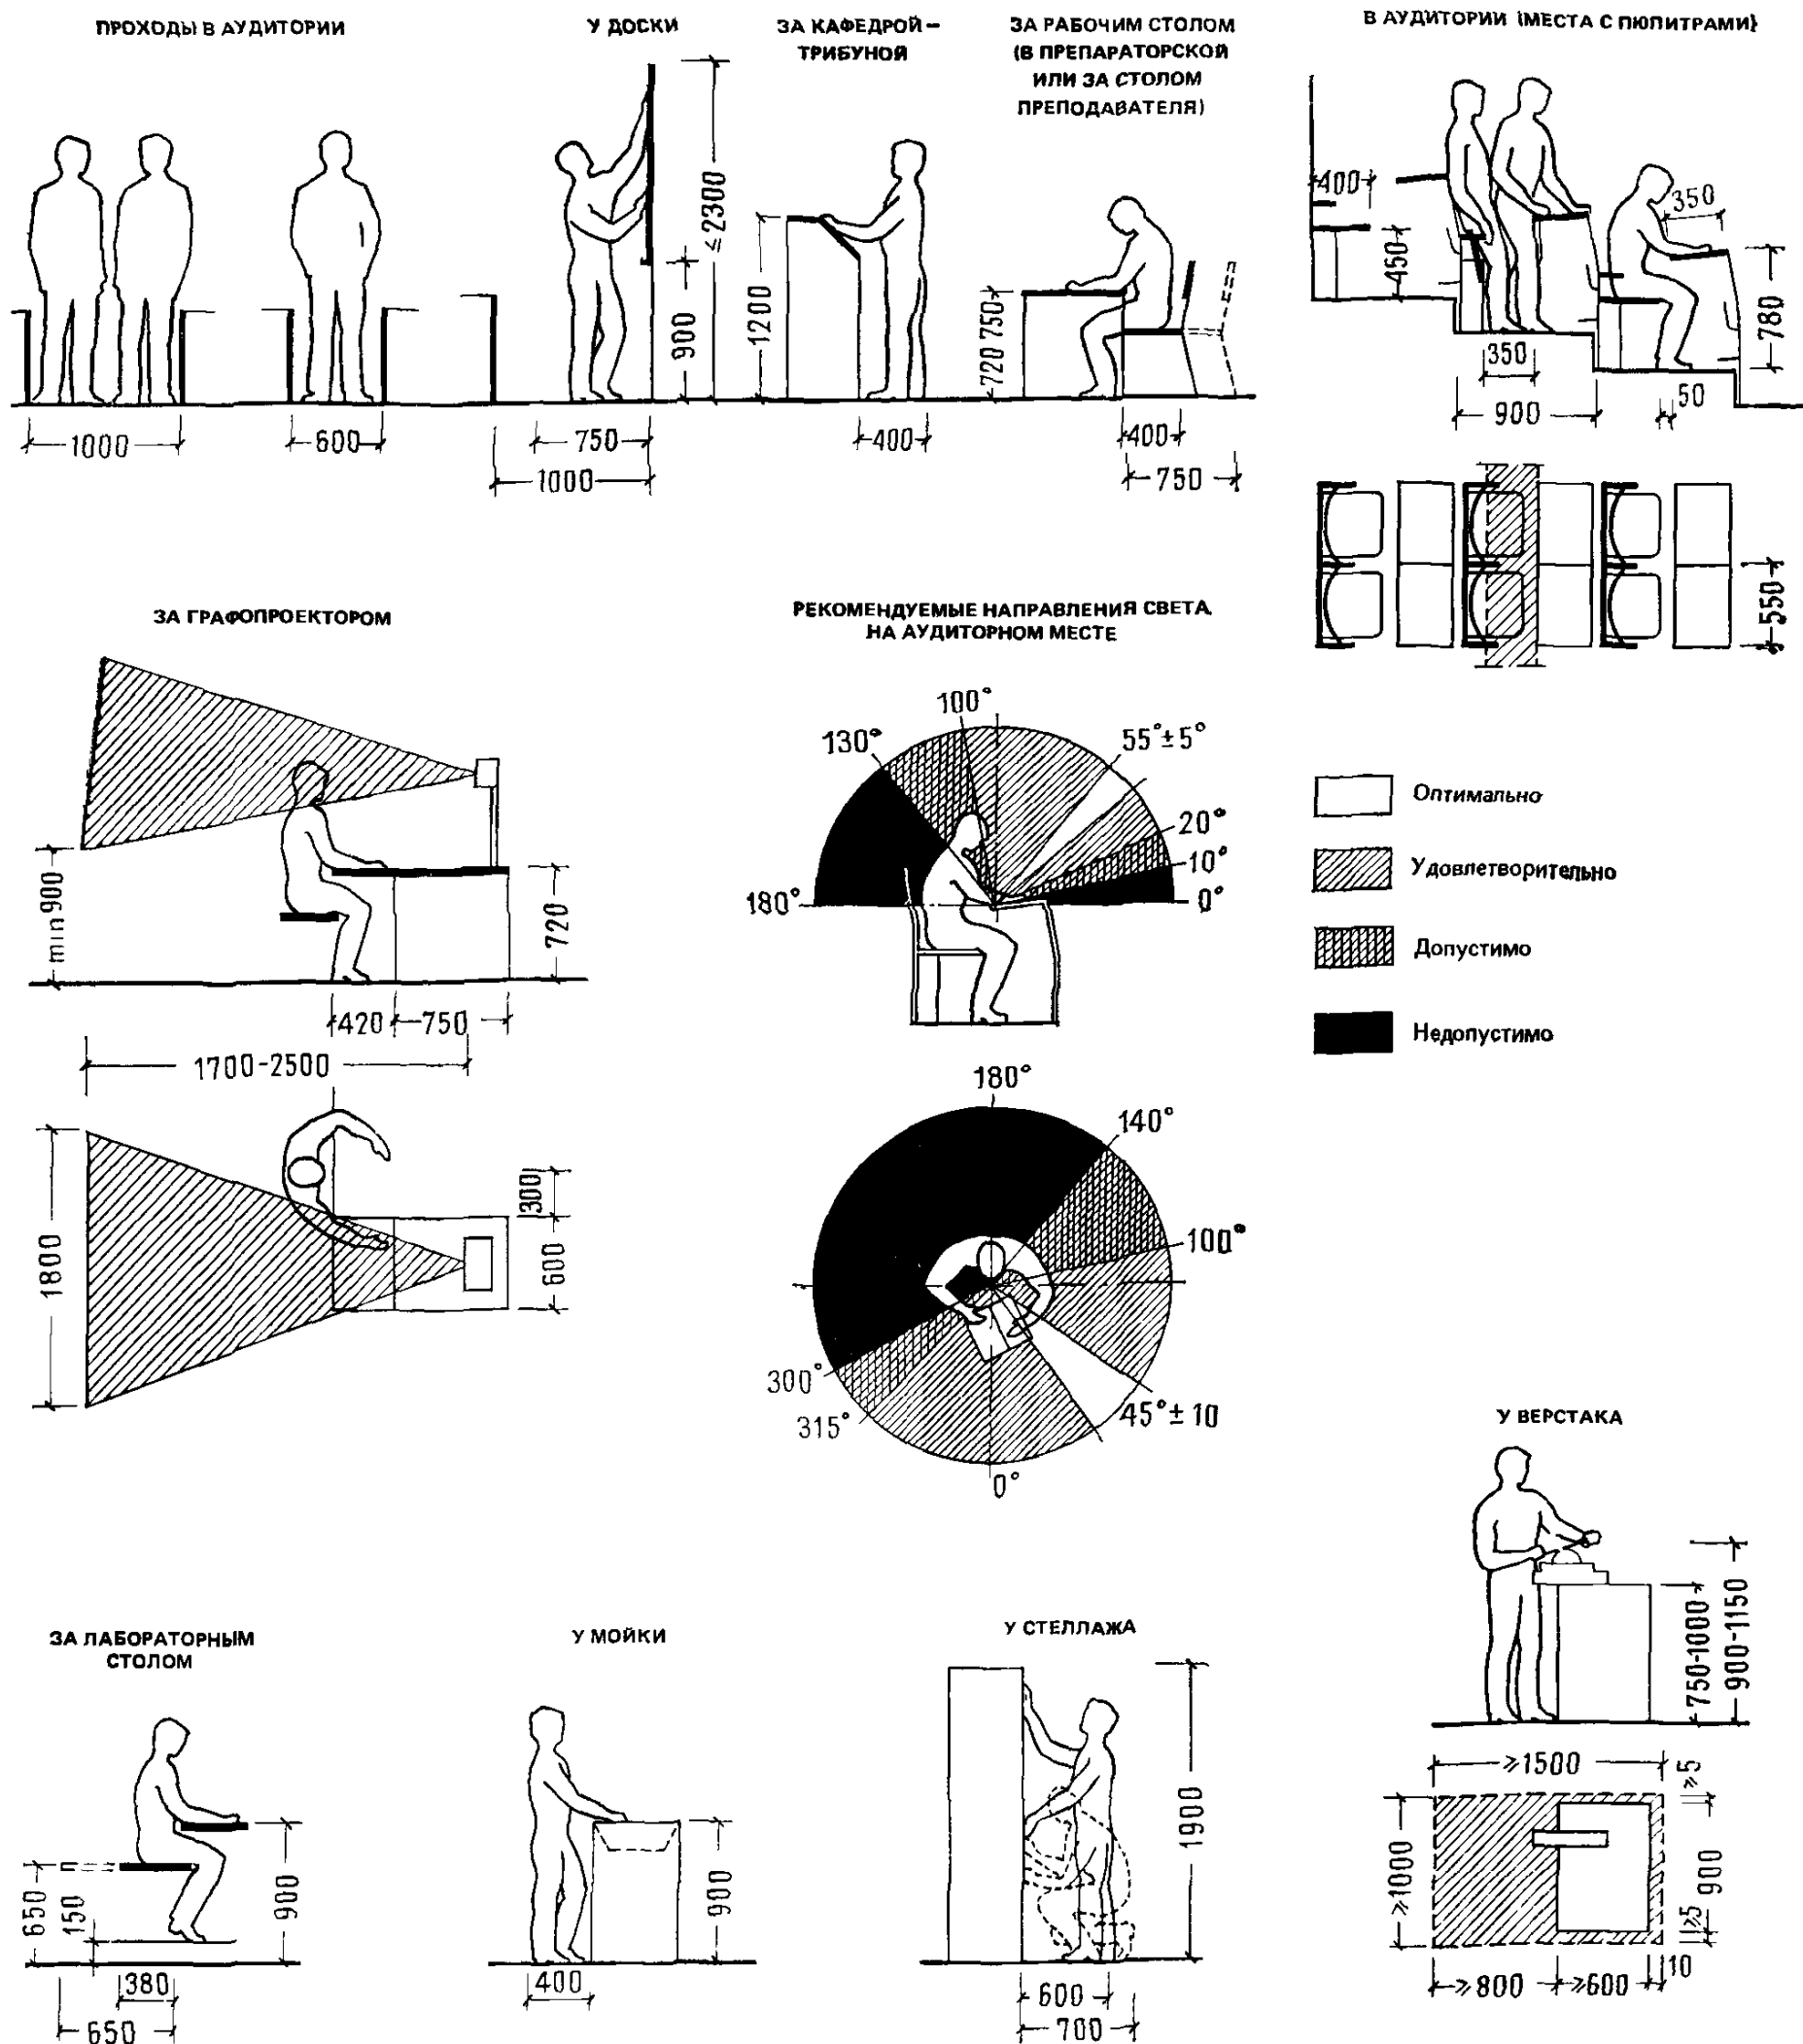 ПРОХОДЫ В АУДИТОРИИ
У ДОСКИ
ЗА КАФЕДРОЙ –
ТРИБУНОЙ
ЗА РАБОЧИМ СТОЛОМ
(В ПРЕПАРАТОРСКОЙ
ИЛИ ЗА СТОЛОМ
ПРЕПОДАВАТЕЛЯ)
В АУДИТОРИИ (МЕСТА С ПЮПИТРАМИ)
1000
600
750
1000
900
≤2300
1200
400
720 750
400
750
400
450
350
350
900
50
780
550
ЗА ГРАФОПРОЕКТОРОМ
min 900
720
420
750
1700-2500
1800
300
600
РЕКОМЕНДУЕМЫЕ НАПРАВЛЕНИЯ СВЕТА
НА АУДИТОРНОМ МЕСТЕ
100°
130°
55°±5°
20°
10°
180°
0°
180°
140°
100°
300°
315°
45°±10
0°
Оптимально
Удовлетворительно
Допустимо
Недопустимо
ЗА ЛАБОРАТОРНЫМ
СТОЛОМ
650
150
900
380
650
У МОЙКИ
900
400
У СТЕЛЛАЖА
1900
600
700
У ВЕРСТАКА
750-1000
900-1150
≥1500
≥5
≥1000
900
≥5
≥800
≥600
10